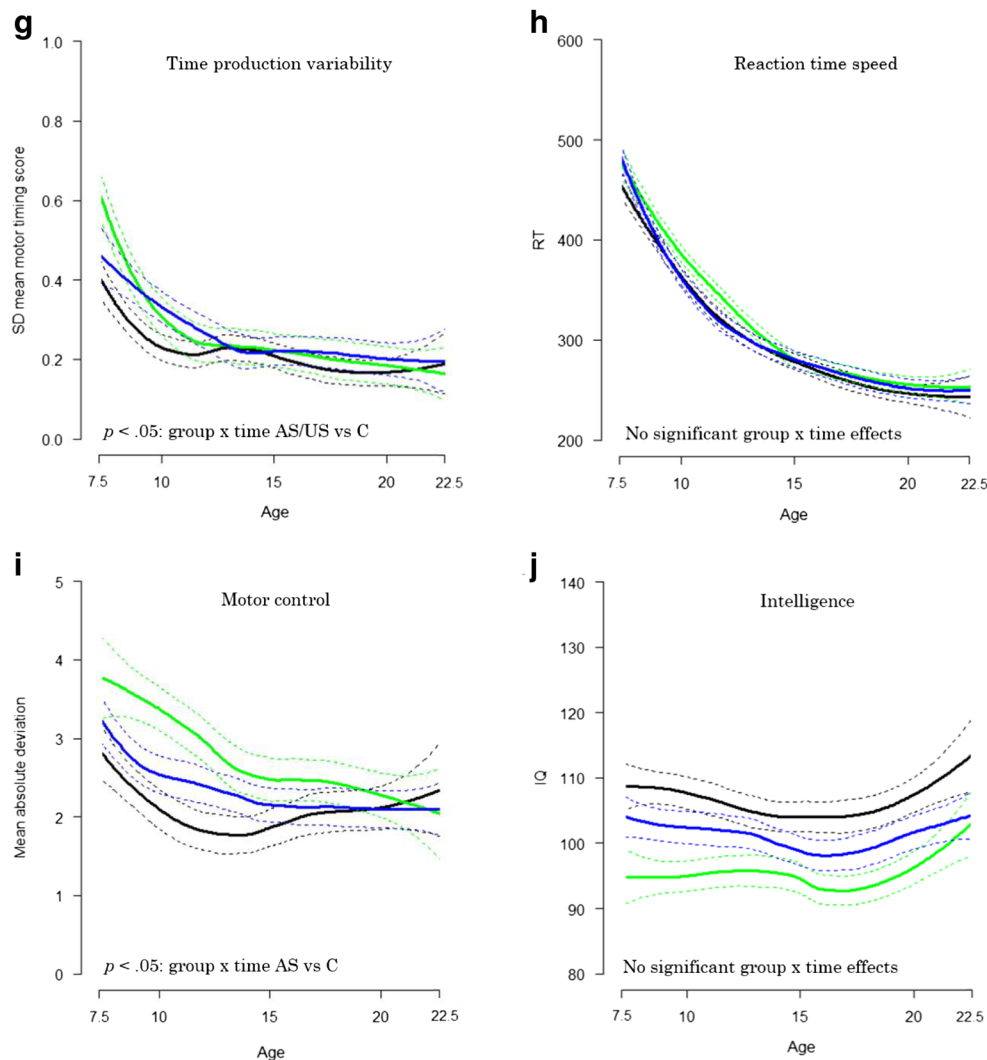 g
Time production variability
SD mean motor timing score
1.0
0.8
0.6
0.4
0.2
0.0
p < .05: group x time AS/US vs C
7.5 10 15 20 22.5
Age
h
Reaction time speed
RT
600
500
400
300
200
No significant group x time effects
7.5 10 15 20 22.5
Age
i
Motor control
Mean absolute deviation
5
4
3
2
1
0
p < .05: group x time AS vs C
7.5 10 15 20 22.5
Age
j
Intelligence
IQ
140
130
120
110
100
90
80
No significant group x time effects
7.5 10 15 20 22.5
Age